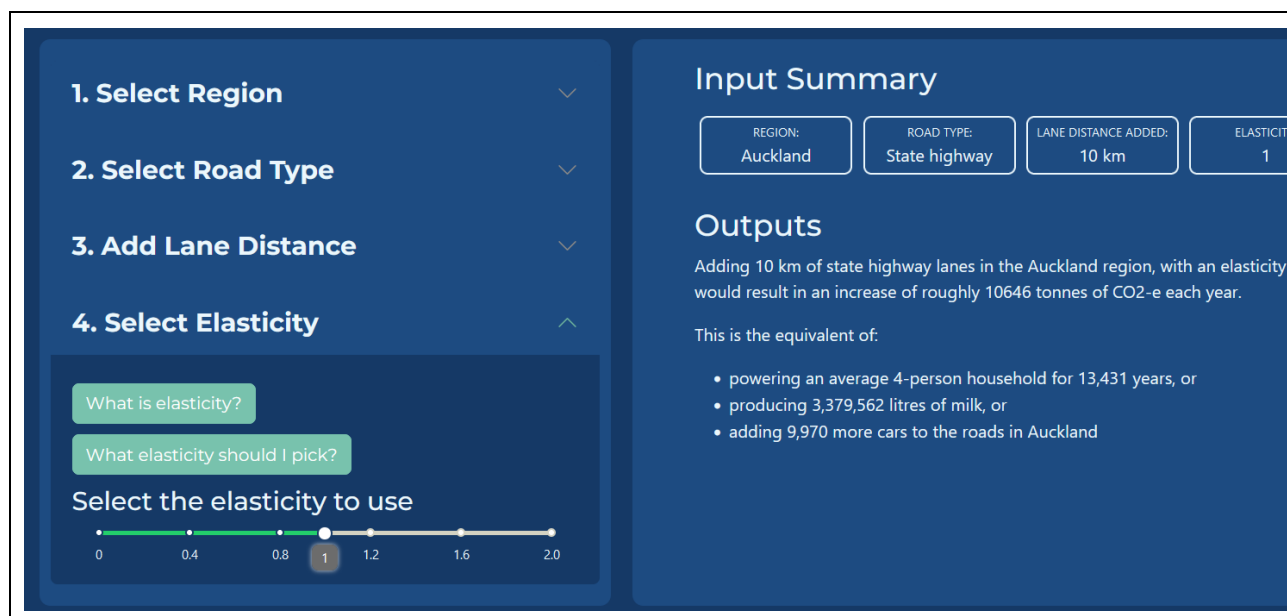 1. Select Region
2. Select Road Type
3. Add Lane Distance
4. Select Elasticity
What is elasticity?
What elasticity should I pick?
Select the elasticity to use
0 0.4 0.8 1 1.2 1.6 2.0
Input Summary
REGION:
Auckland
ROAD TYPE:
State highway
LANE DISTANCE ADDED:
10 km
ELASTICIT
1
Outputs
Adding 10 km of state highway lanes in the Auckland region, with an elasticity
would result in an increase of roughly 10646 tonnes of CO2-e each year.
This is the equivalent of:
• powering an average 4-person household for 13,431 years, or
• producing 3,379,562 litres of milk, or
• adding 9,970 more cars to the roads in Auckland